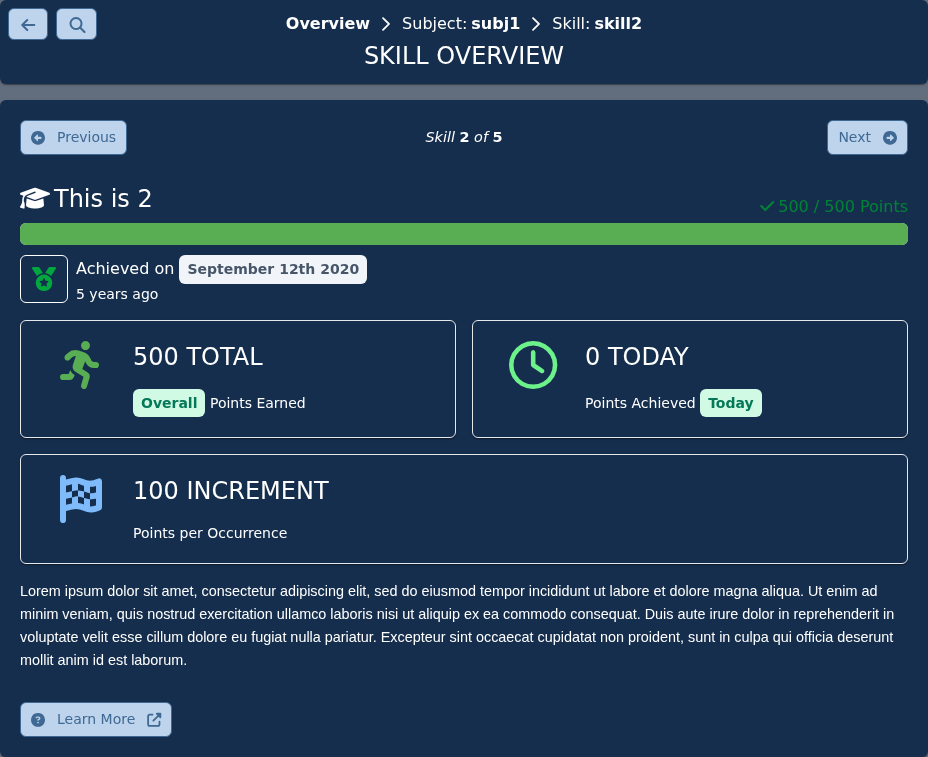 Overview > Subject: subj1 > Skill: skill2
SKILL OVERVIEW
Previous Skill 2 of 5 Next
This is 2
500 / 500 Points
Achieved on September 12th 2020
5 years ago
500 TOTAL
Overall Points Earned
0 TODAY
Points Achieved Today
100 INCREMENT
Points per Occurrence
Lorem ipsum dolor sit amet, consectetur adipiscing elit, sed do eiusmod tempor incididunt ut labore et dolore magna aliqua. Ut enim ad
minim veniam, quis nostrud exercitation ullamco laboris nisi ut aliquip ex ea commodo consequat. Duis aute irure dolor in reprehenderit in
voluptate velit esse cillum dolore eu fugiat nulla pariatur. Excepteur sint occaecat cupidatat non proident, sunt in culpa qui officia deserunt
mollit anim id est laborum.
Learn More